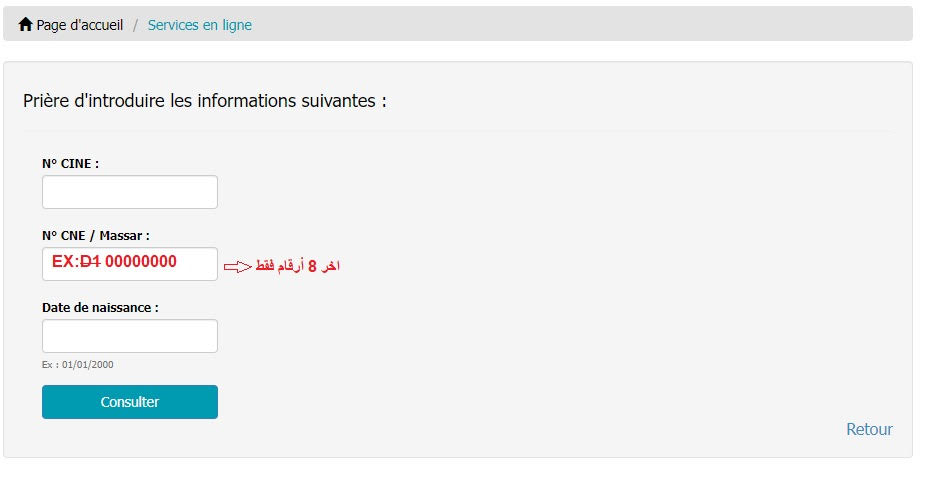 Page d'accueil / Services en ligne
Prière d'introduire les informations suivantes :
N° CINE :
N° CNE / Massar :
EX:D1 00000000
اخر 8 أرقام فقط
Date de naissance :
Ex : 01/01/2000
Consulter
Retour